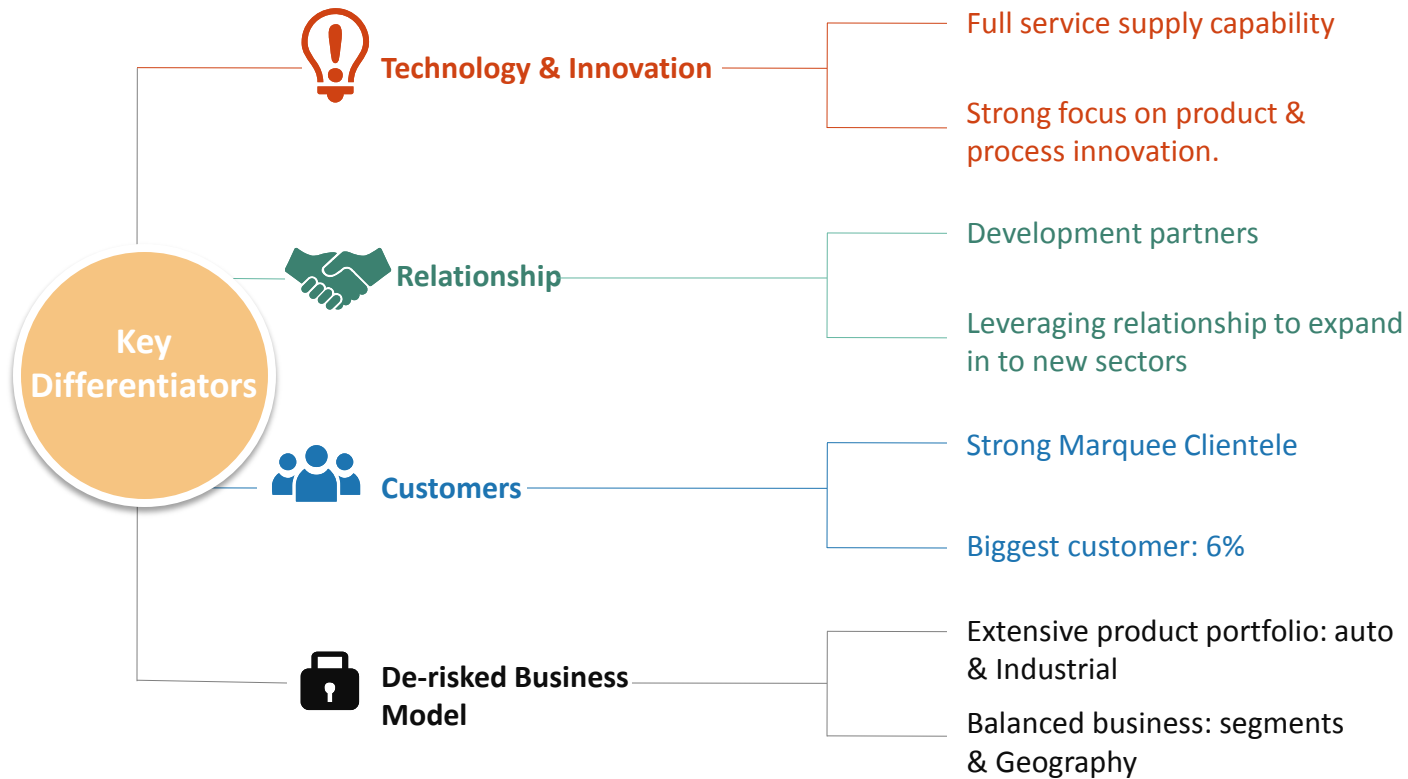 Key
Differentiators
Technology & Innovation
Full service supply capability
Strong focus on product &
process innovation.
Relationship
Development partners
Leveraging relationship to expand
in to new sectors
Customers
Strong Marquee Clientele
Biggest customer: 6%
De-risked Business
Model
Extensive product portfolio: auto
& Industrial
Balanced business: segments
& Geography